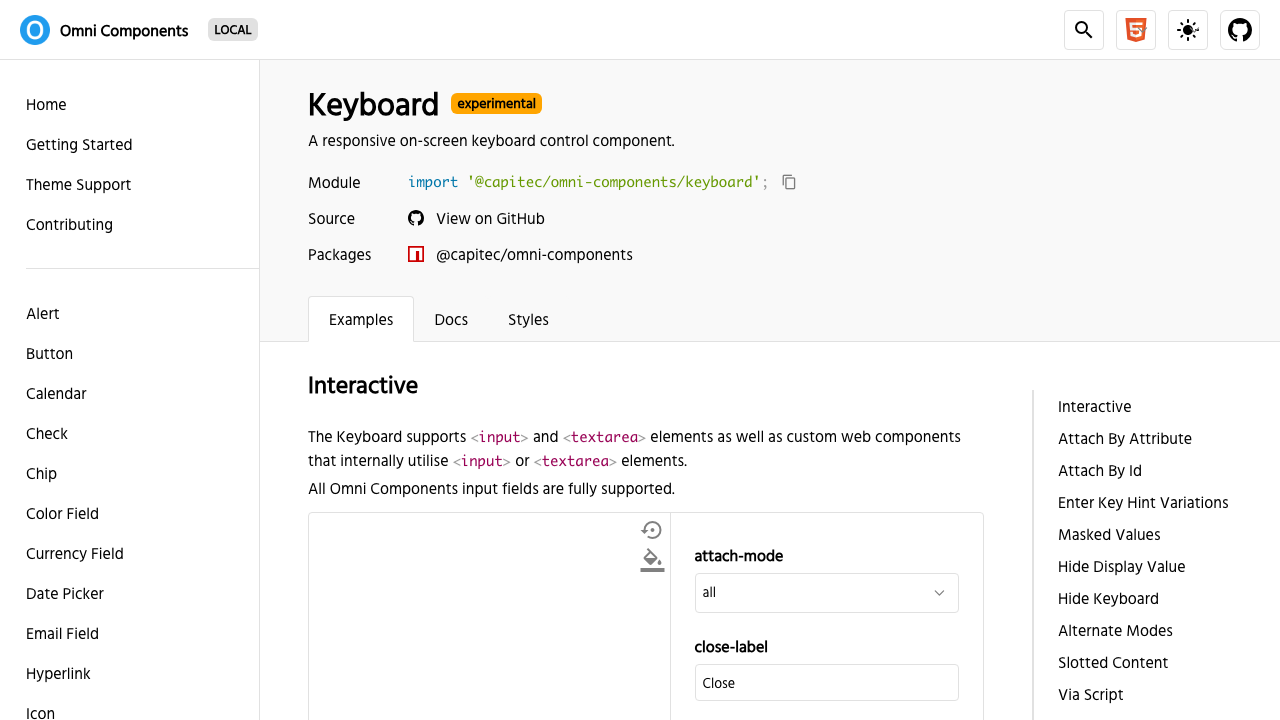 Omni Components
LOCAL
Home
Getting Started
Theme Support
Contributing
Alert
Button
Calendar
Check
Chip
Color Field
Currency Field
Date Picker
Email Field
Hyperlink
Icon
Keyboard experimental
A responsive on-screen keyboard control component.
Module import '@capitec/omni-components/keyboard';
Source View on GitHub
Packages @capitec/omni-components
Examples Docs Styles
Interactive
The Keyboard supports <input> and <textarea> elements as well as custom web components
that internally utilise <input> or <textarea> elements.
All Omni Components input fields are fully supported.
attach-mode
all
close-label
Close
Interactive
Attach By Attribute
Attach By Id
Enter Key Hint Variations
Masked Values
Hide Display Value
Hide Keyboard
Alternate Modes
Slotted Content
Via Script